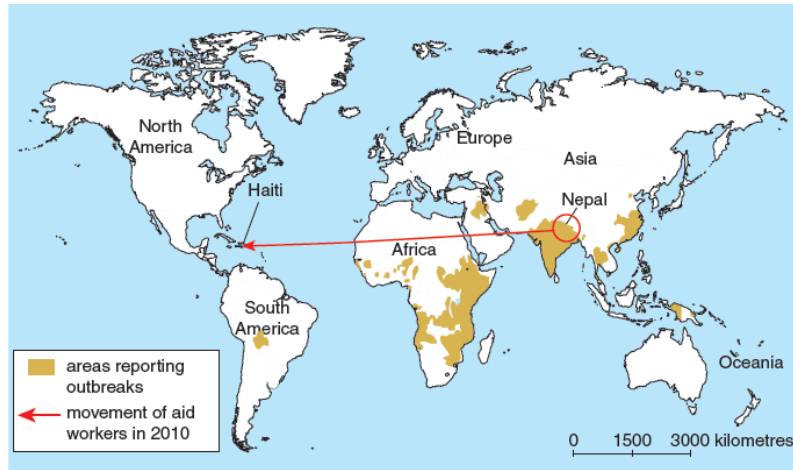 North
America
Europe
Asia
Haiti
Nepal
Africa
South
America
Oceania
areas reporting
outbreaks
movement of aid
workers in 2010
0 1500 3000 kilometres